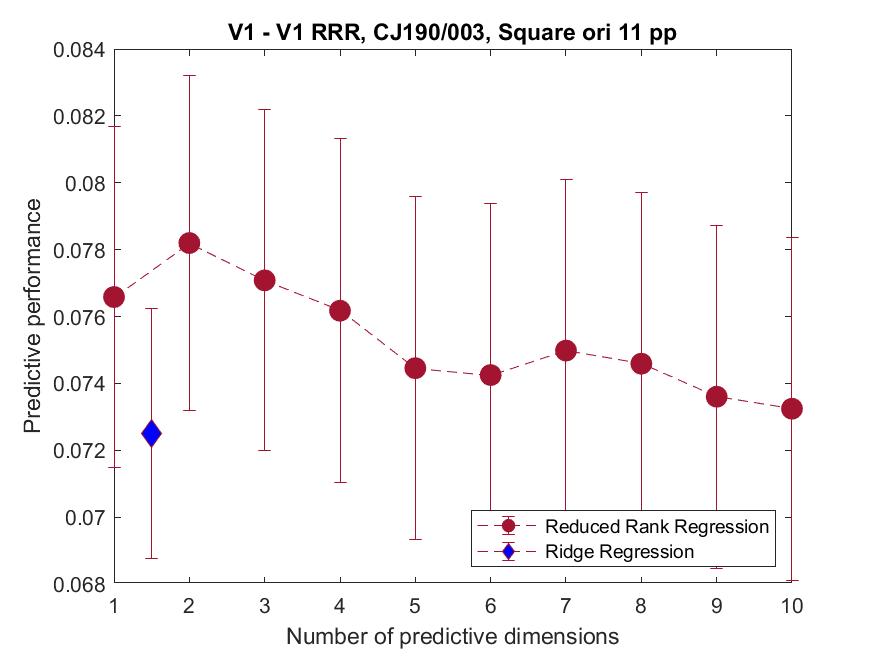 V1 - V1 RRR, CJ190/003, Square ori 11 pp
0.084
0.082
0.08
0.078
0.076
0.074
0.072
0.07
0.068
Predictive performance
1 2 3 4 5 6 7 8 9 10
Number of predictive dimensions
Reduced Rank Regression
Ridge Regression